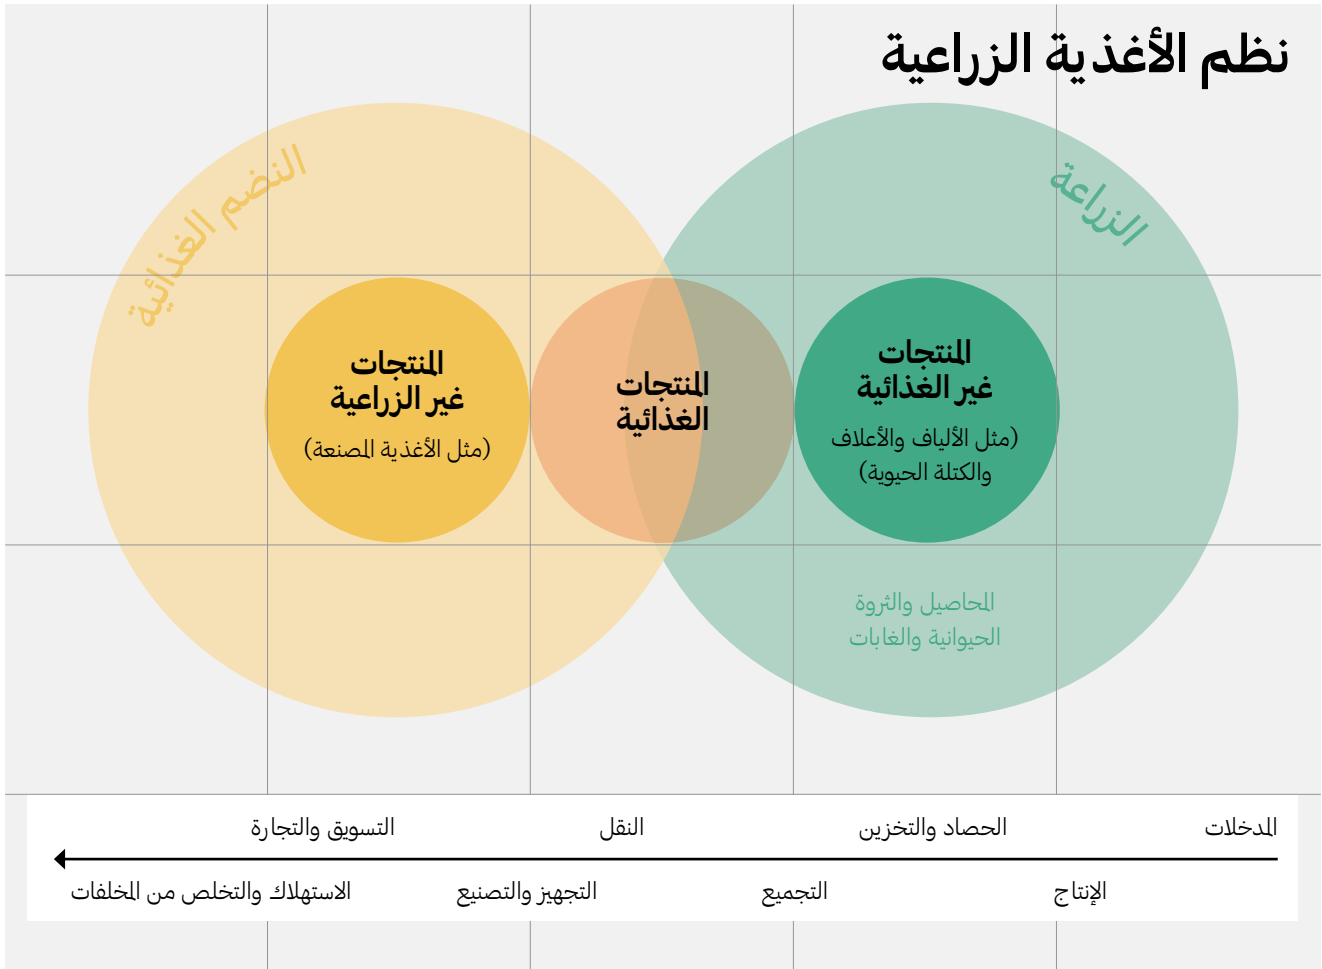 نظم الأغذية الزراعية
الزراعة
النضم الغذائية
المنتجات
غير الغذائية
(مثل الألياف والأعلاف
والكتلة الحيوية)
المنتجات
الغذائية
المنتجات
غير الزراعية
(مثل الأغذية المصنعة)
المحاصيل والثروة
الحيوانية والغابات
المدخلات
الحصاد والتخزين
النقل
التسويق والتجارة
الإنتاج
التجميع
التجهيز والتصنيع
الاستهلاك والتخلص من المخلفات